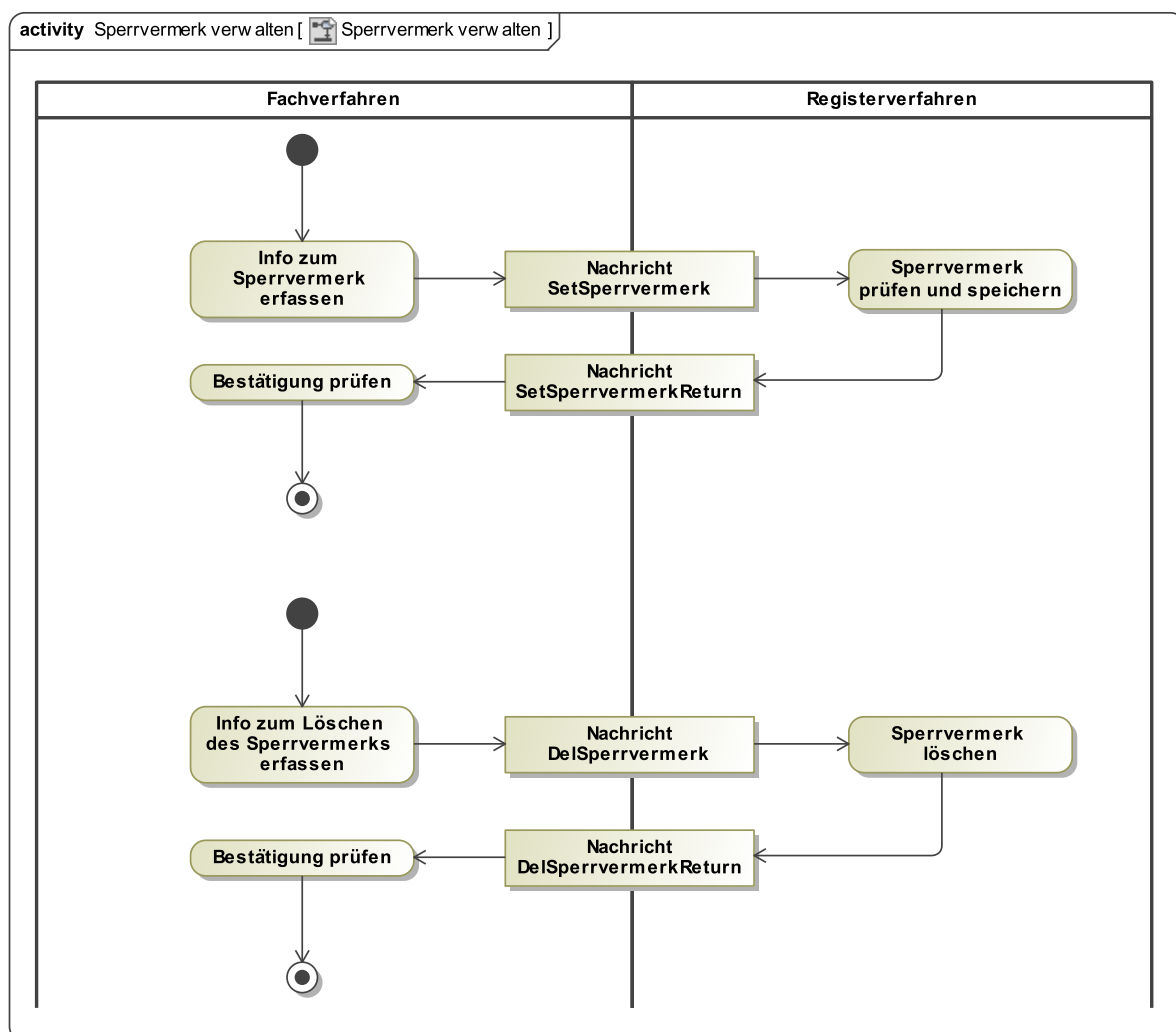 activity Sperrvermerk verwalten [ Sperrvermerk verwalten ]
Fachverfahren
Registerverfahren
Info zum
Sperrvermerk
erfassen
Nachricht
SetSperrvermerk
Sperrvermerk
prüfen und speichern
Bestätigung prüfen
Nachricht
SetSperrvermerkReturn
Info zum Löschen
des Sperrvermerks
erfassen
Nachricht
DelSperrvermerk
Sperrvermerk
löschen
Bestätigung prüfen
Nachricht
DelSperrvermerkReturn